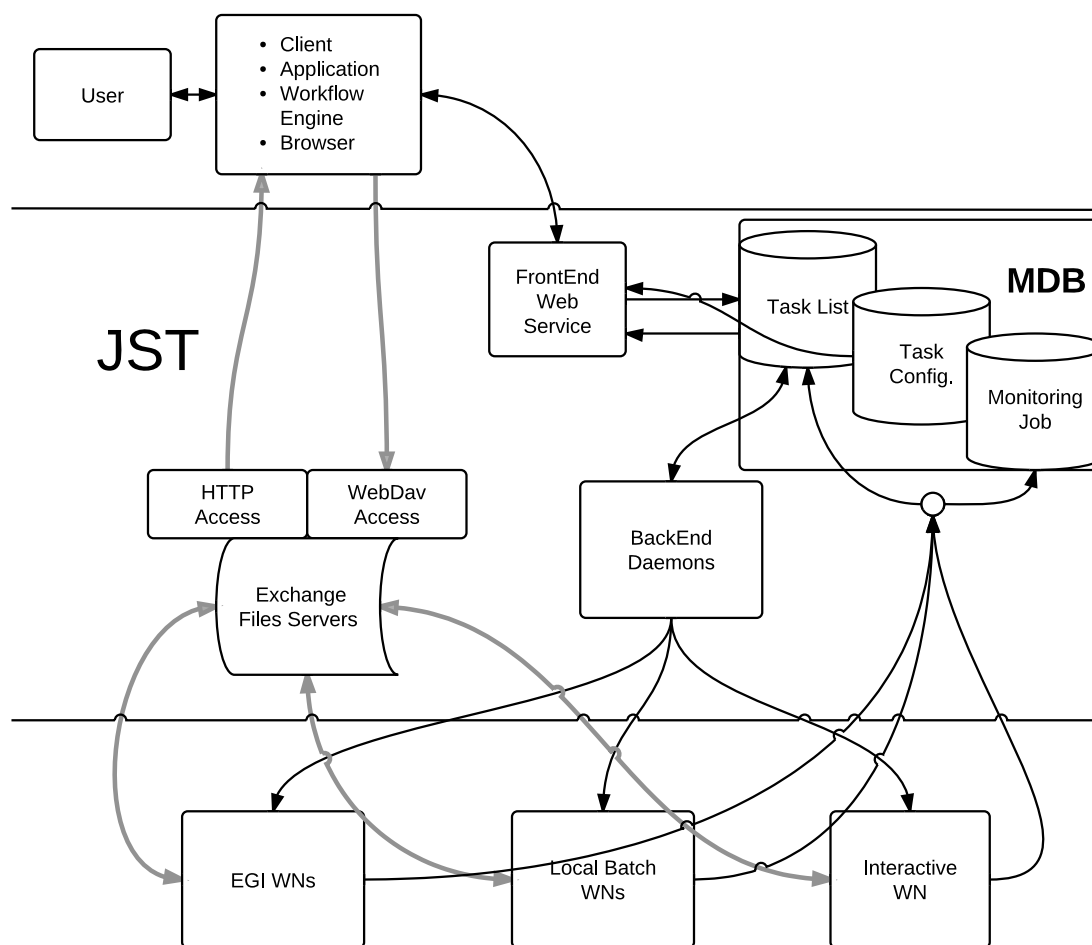 User
• Client
• Application
• Workflow
Engine
• Browser
FrontEnd
Web
Service
MDB
Task List
Task
Config.
Monitoring
Job
JST
HTTP
Access
WebDav
Access
BackEnd
Daemons
Exchange
Files Servers
EGI WNs
Local Batch
WNs
Interactive
WN